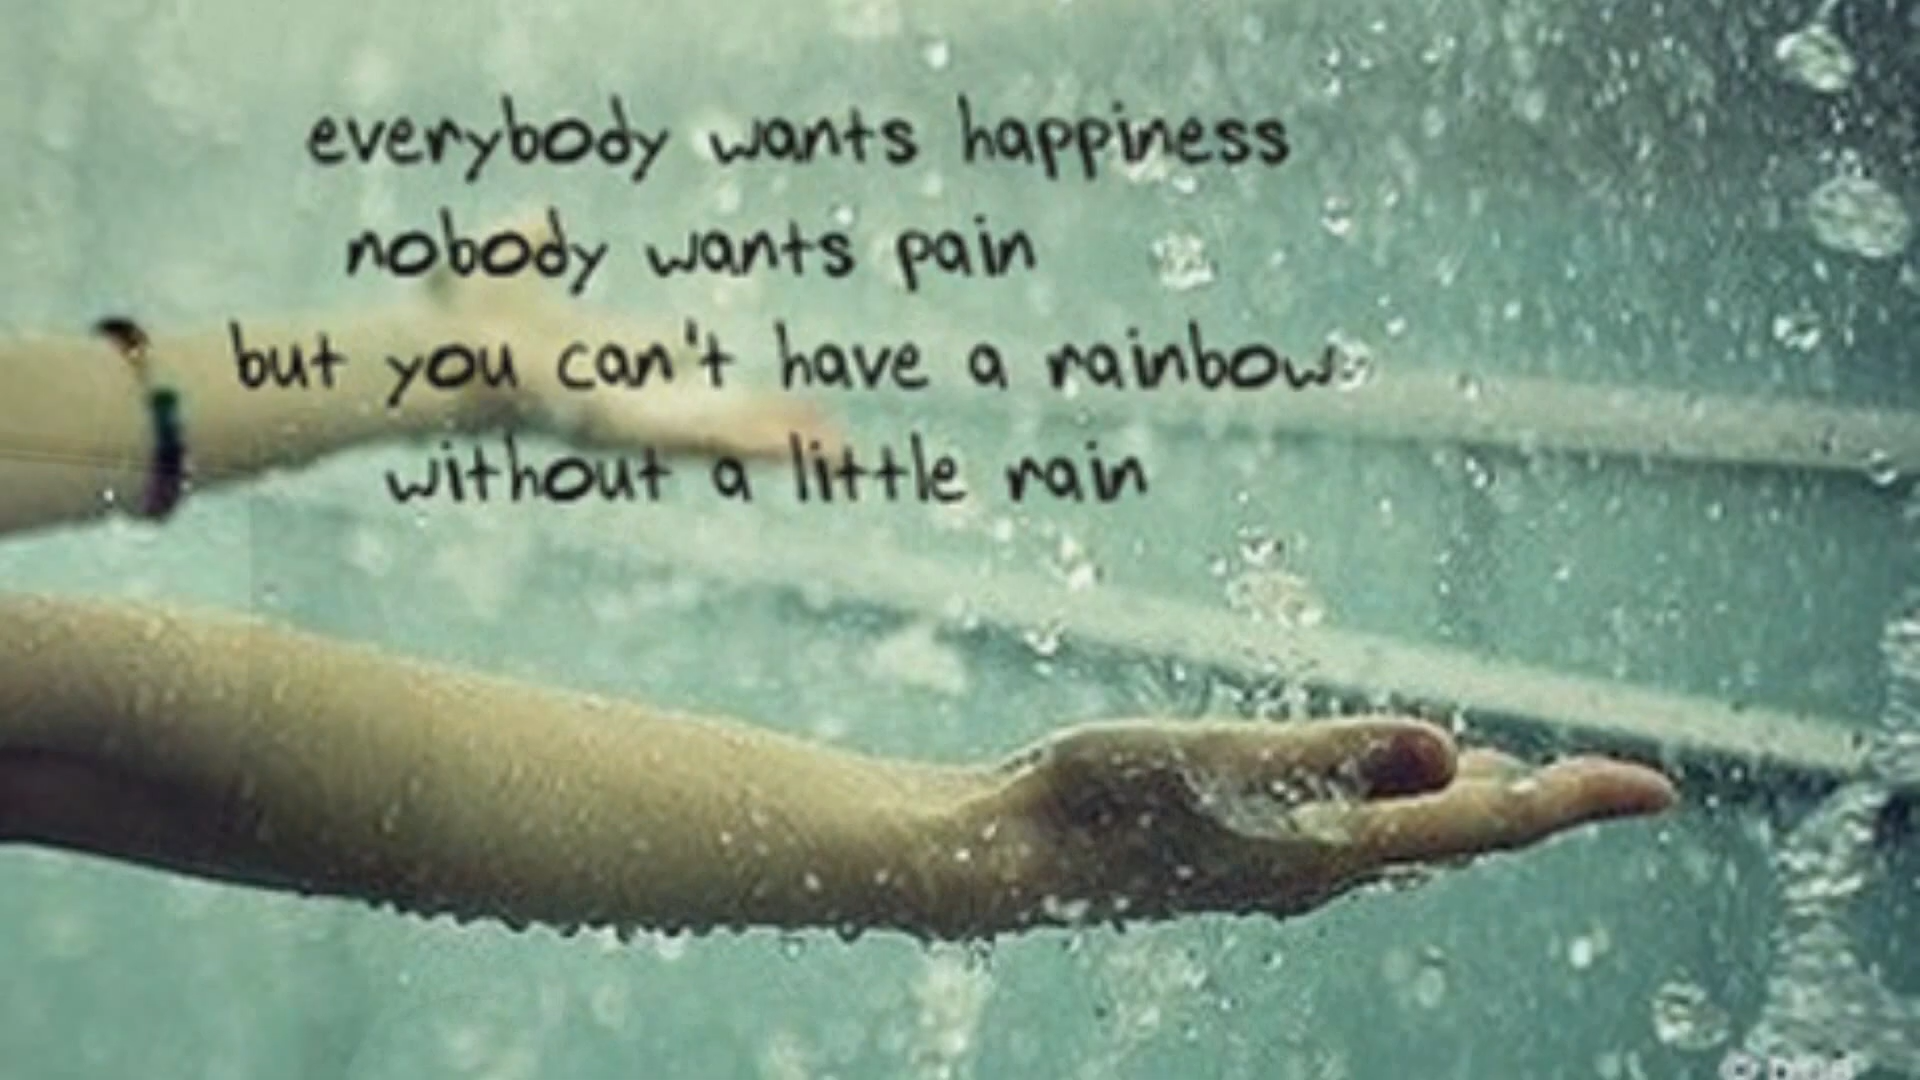 everybody wants happiness
nobody wants pain
but you can't have a rainbow
without a little rain